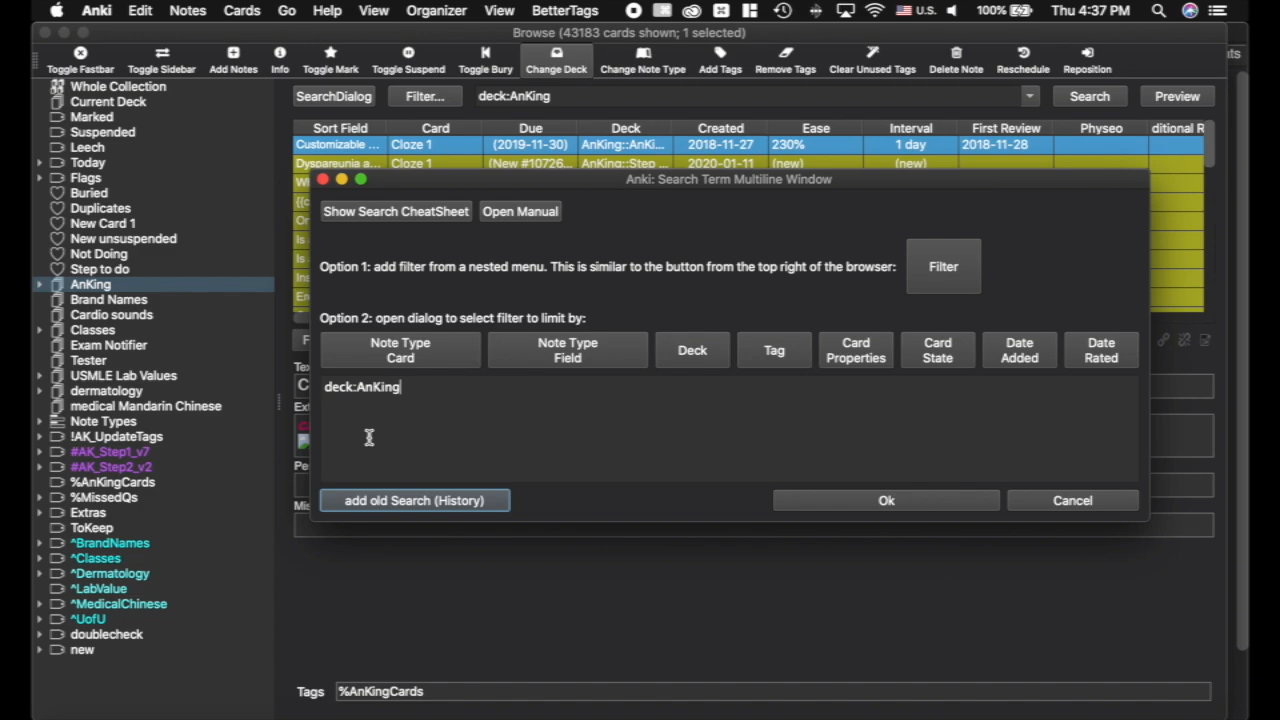 Anki Edit Notes Cards Go Help View Organizer View BetterTags U.S. 100% Thu 4:37 PM
Browse (43183 cards shown; 1 selected)
Toggle Fastbar Toggle Sidebar Add Notes Info Toggle Mark Toggle Suspend Toggle Bury Change Deck Change Note Type Add Tags Remove Tags Clear Unused Tags Delete Note Reschedule Reposition
Whole Collection
Current Deck
Marked
Suspended
Leech
Today
Flags
Buried
Duplicates
New Card 1
New unsuspended
Not Doing
Step to do
AnKing
Brand Names
Cardio sounds
Classes
Exam Notifier
Tester
USMLE Lab Values
dermatology
medical Mandarin Chinese
Note Types
!AK_UpdateTags
#AK_Step1_v7
#AK_Step2_v2
%AnKingCards
%MissedQs
Extras
ToKeep
^BrandNames
^Classes
^Dermatology
^LabValue
^MedicalChinese
^UofU
doublecheck
new
SearchDialog Filter... deck:AnKing Search Preview
Sort Field Card Due Deck Created Ease Interval First Review Physeo ditional R
Customizable ... Cloze 1 (2019-11-30) AnKing::AnKi... 2018-11-27 230% 1 day 2018-11-28
Dyspareunia a... Cloze 1 (New #10726... AnKing::Step ... 2020-01-11 (new) (new)
Anki: Search Term Multiline Window
Show Search CheatSheet Open Manual
Option 1: add filter from a nested menu. This is similar to the button from the top right of the browser: Filter
Option 2: open dialog to select filter to limit by:
Note Type Card Note Type Field Deck Tag Card Properties Card State Date Added Date Rated
deck:AnKing
add old Search (History) Ok Cancel
Tags %AnKingCards